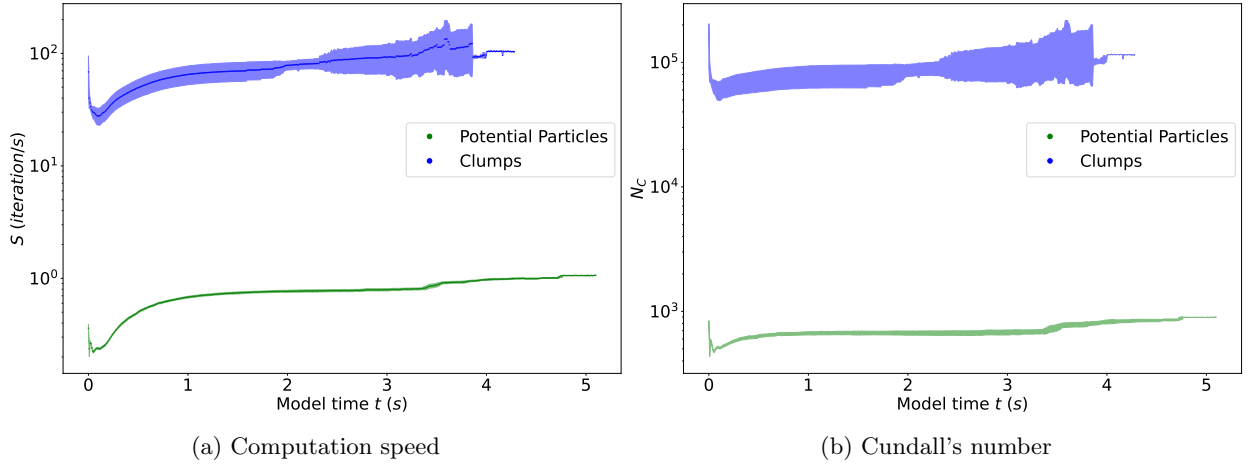 10²
10¹
10⁰
S (iteration/s)
Potential Particles
Clumps
0 1 2 3 4 5
Model time t (s)
(a) Computation speed
10⁵
10⁴
10³
N_C
Potential Particles
Clumps
0 1 2 3 4 5
Model time t (s)
(b) Cundall's number